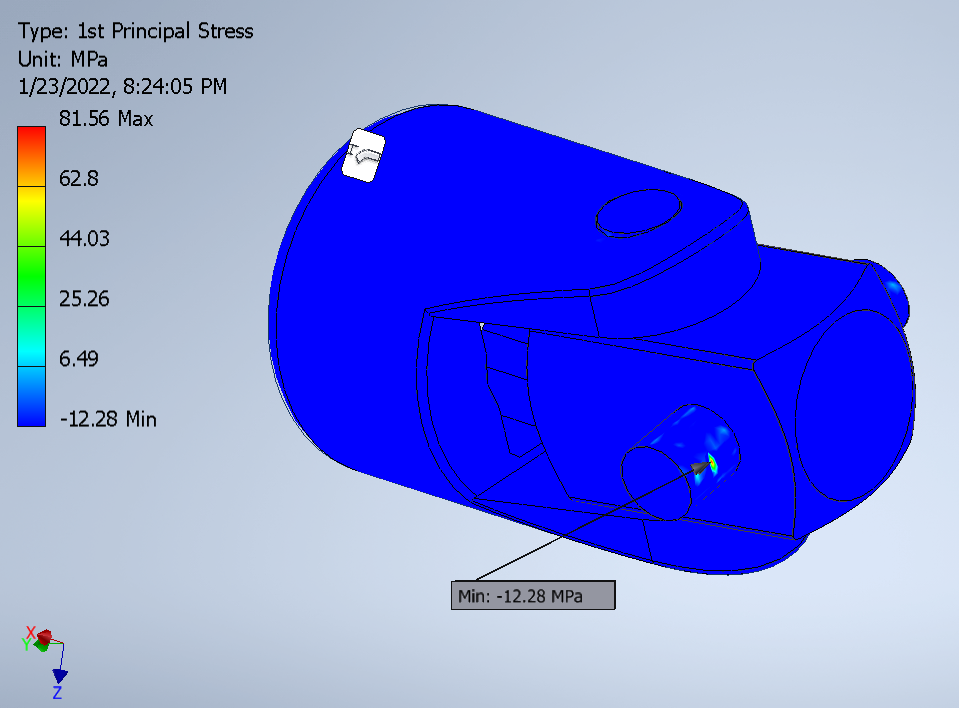 Type: 1st Principal Stress
Unit: MPa
1/23/2022, 8:24:05 PM
81.56 Max
62.8
44.03
25.26
6.49
-12.28 Min
Min: -12.28 MPa
X
Y
Z